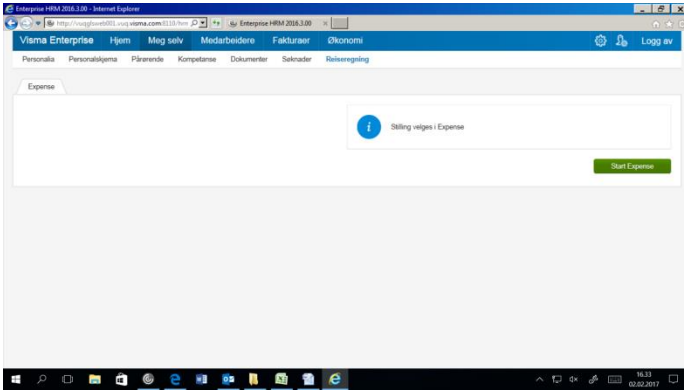 Enterprise HRM 2016.3.00 - Internet Explorer
Enterprise HRM 2016.3.00
Visma Enterprise Hjem Meg selv Medarbeidere Fakturaer Økonomi Logg av
Personalia Personalskjema Pårørende Kompetanse Dokumenter Søknader Reiseregning
Expense
Stilling velges i Expense
Start Expense
16.33
02.02.2017